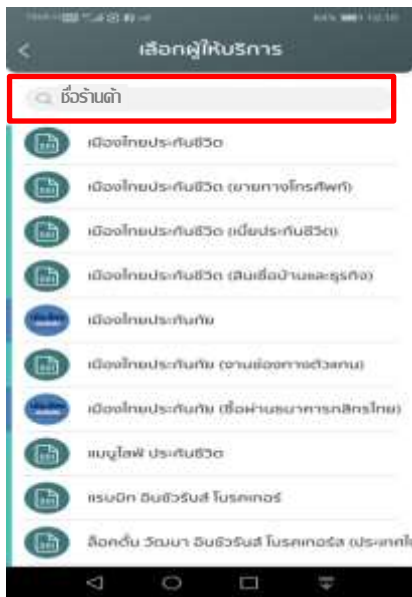 เลือกผู้ให้บริการ
ชื่อร้านค้า
เมืองไทยประกันชีวิต
เมืองไทยประกันชีวิต (ขายทางโทรศัพท์)
เมืองไทยประกันชีวิต (เบี้ยประกันชีวิต)
เมืองไทยประกันชีวิต (สินเชื่อบ้านและธุรกิจ)
เมืองไทยประกันภัย
เมืองไทยประกันภัย (งานช่องทางตัวแทน)
เมืองไทยประกันภัย (ซื้อผ่านธนาคารกสิกรไทย)
แมนูไลฟ์ ประกันชีวิต
แรบบิท อินชัวรันส์ โบรคเกอร์
ล็อคตั้น วัฒนา อินชัวรันส์ โบรคเกอร์ส (ประเทศไ